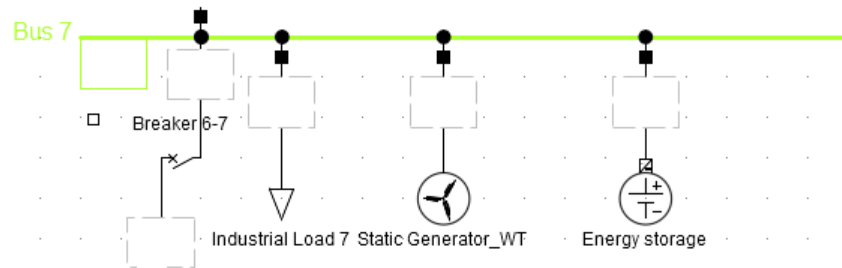 Bus 7
Breaker 6-7
Industrial Load 7
Static Generator_WT
Energy storage